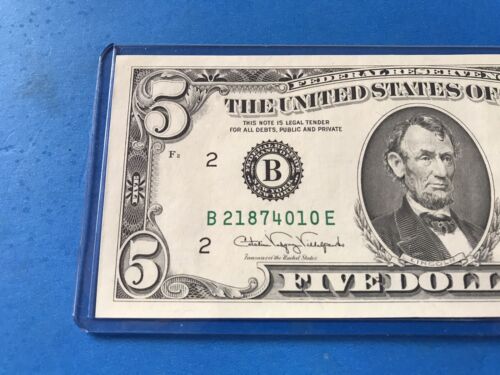 5
FEDERAL RESERVE
THE UNITED STATES OF
THIS NOTE IS LEGAL TENDER
FOR ALL DEBTS, PUBLIC AND PRIVATE
F2
2
B
B 21874010 E
2
Treasurer of the United States
LINCOLN
5
FIVE DOLL